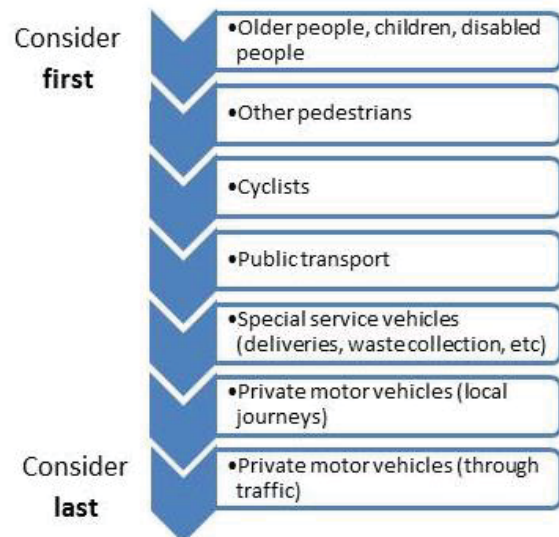 Consider
first
•Older people, children, disabled
people
•Other pedestrians
•Cyclists
•Public transport
•Special service vehicles
(deliveries, waste collection, etc)
•Private motor vehicles (local
journeys)
Consider
last
•Private motor vehicles (through
traffic)